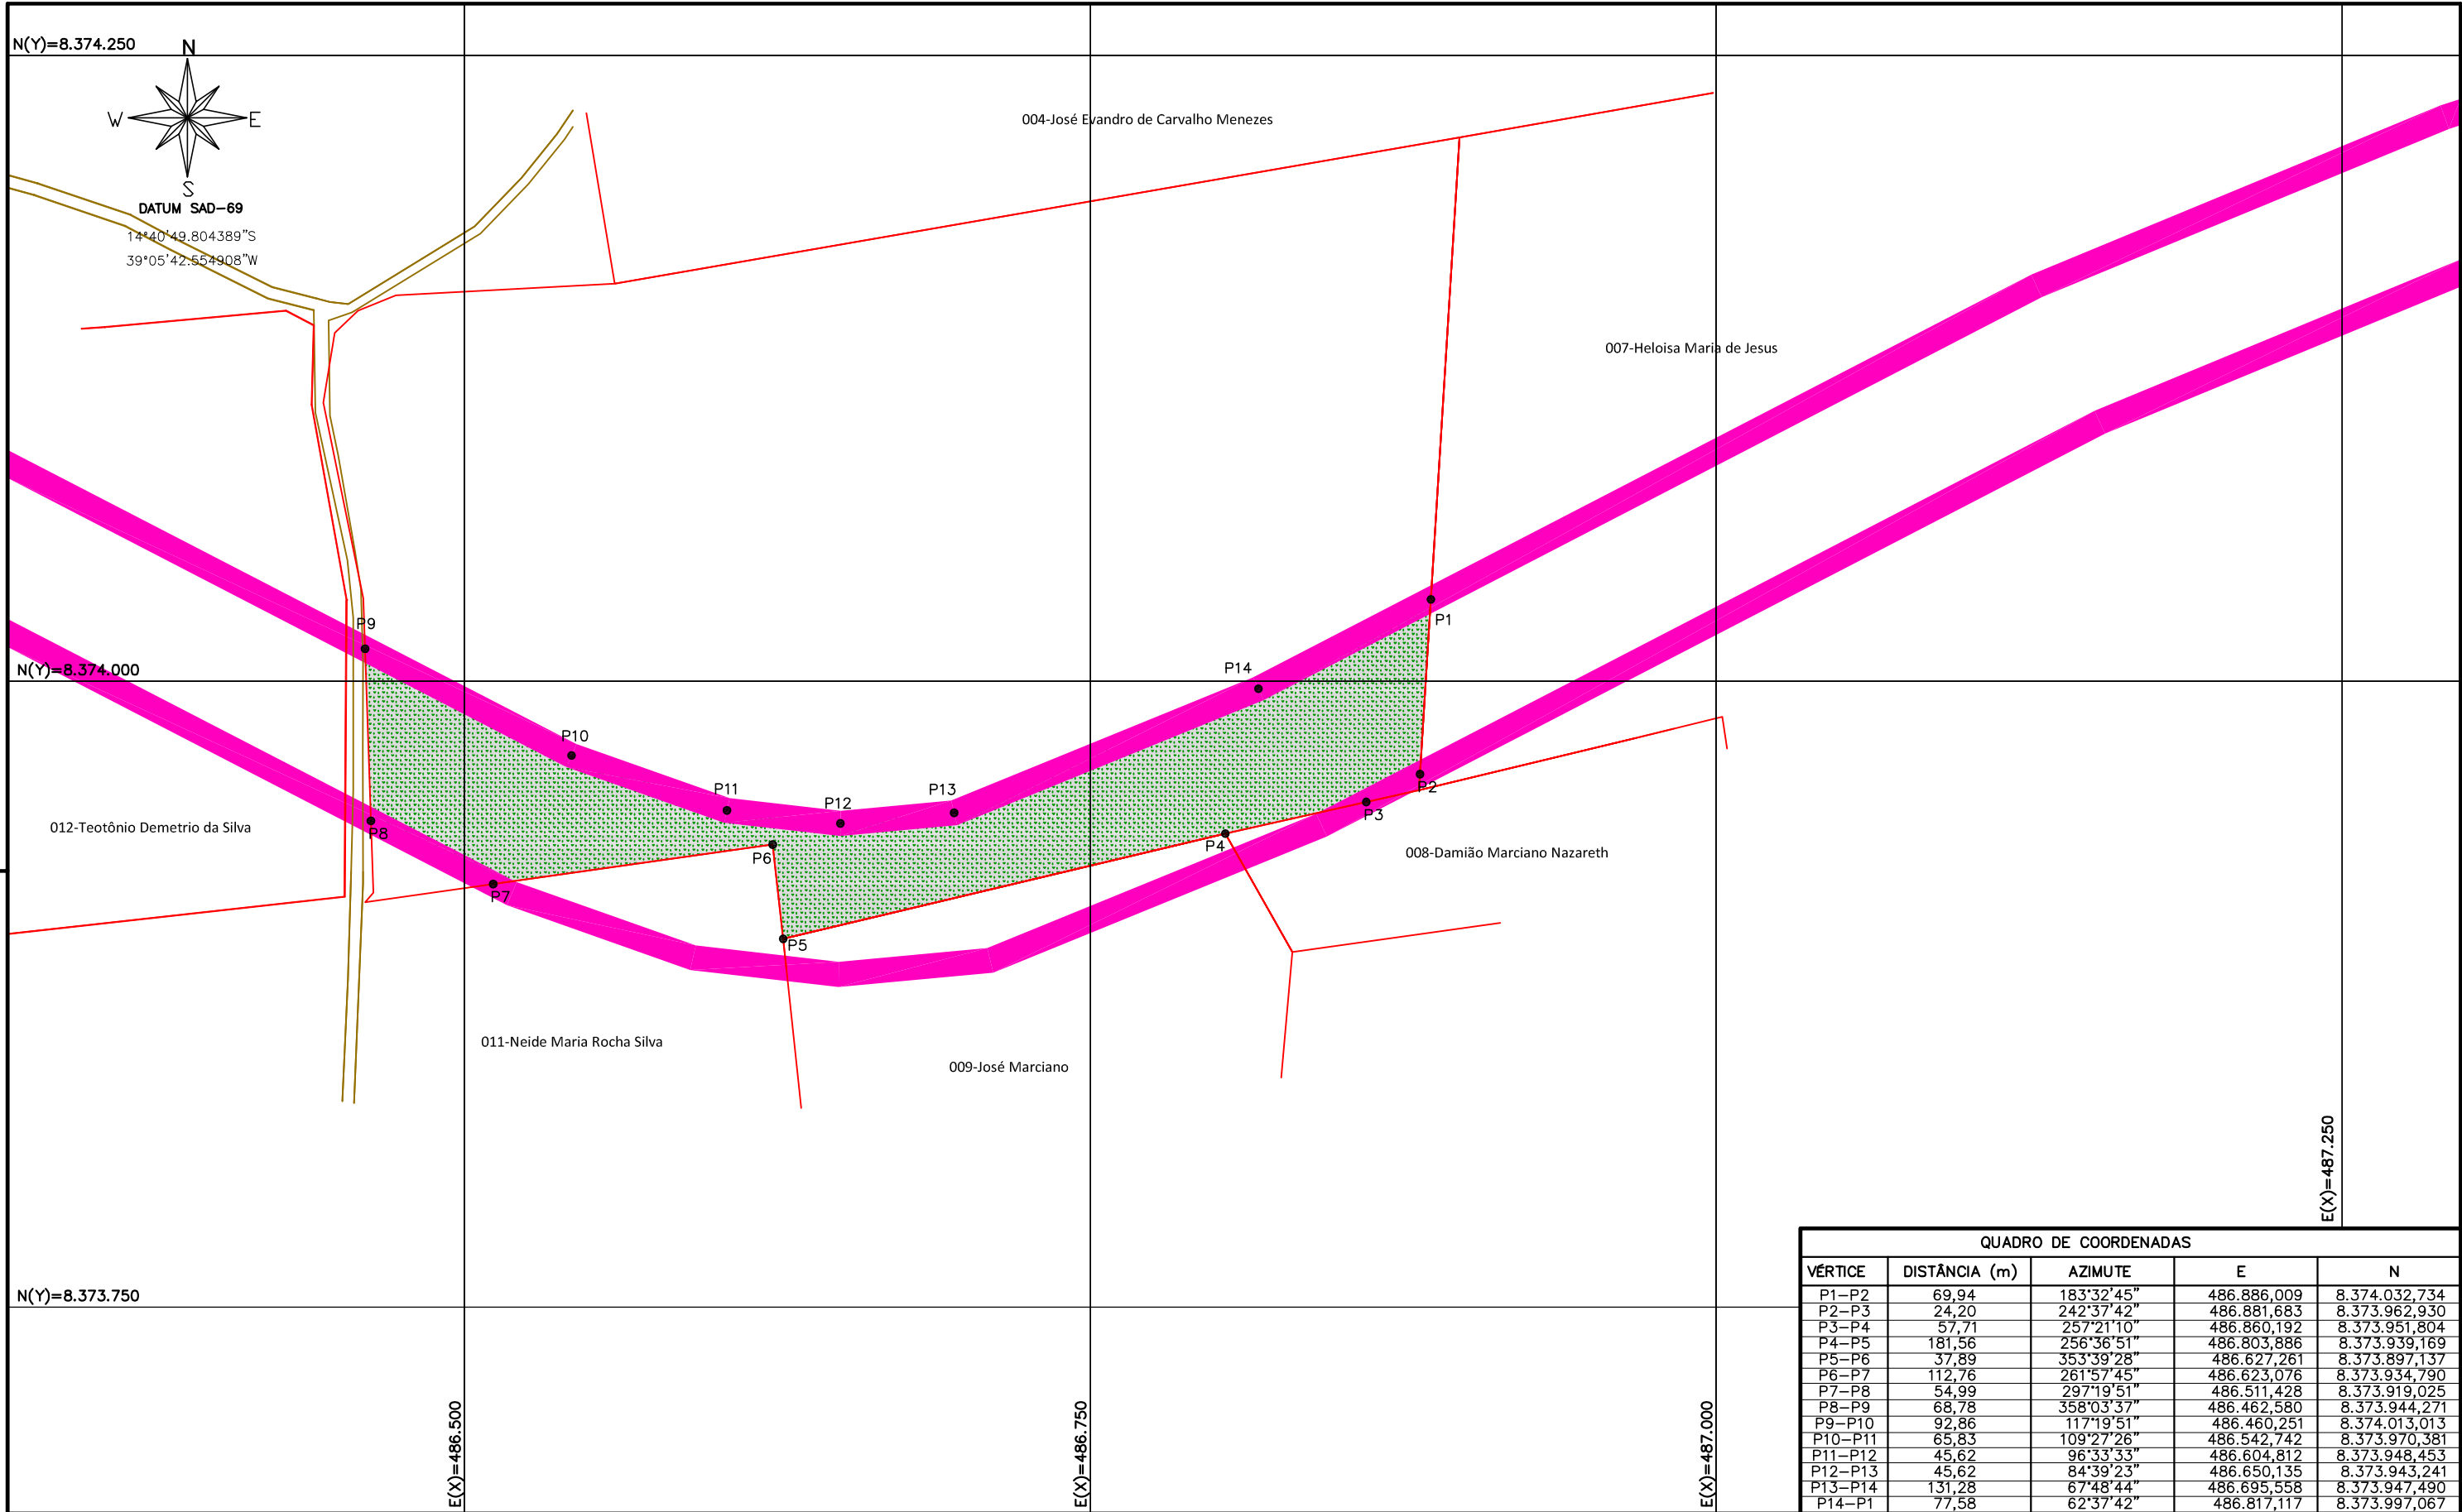 N(Y)=8.374.250
N
W
E
S
DATUM SAD-69
14°40'49.804389"S
39°05'42.554908"W
004-José Evandro de Carvalho Menezes
007-Heloisa Maria de Jesus
P9
P1
N(Y)=8.374.000
P14
P10
P11
P12
P13
P2
P3
012-Teotônio Demetrio da Silva
P8
P4
P6
008-Damião Marciano Nazareth
P7
P5
011-Neide Maria Rocha Silva
009-José Marciano
E(X)=487.250
N(Y)=8.373.750
E(X)=486.500
E(X)=486.750
E(X)=487.000
QUADRO DE COORDENADAS
VÉRTICE DISTÂNCIA (m) AZIMUTE E N
P1-P2 69,94 183°32'45" 486.886,009 8.374.032,734
P2-P3 24,20 242°37'42" 486.881,683 8.373.962,930
P3-P4 57,71 257°21'10" 486.860,192 8.373.951,804
P4-P5 181,56 256°36'51" 486.803,886 8.373.939,169
P5-P6 37,89 353°39'28" 486.627,261 8.373.897,137
P6-P7 112,76 261°57'45" 486.623,076 8.373.934,790
P7-P8 54,99 297°19'51" 486.511,428 8.373.919,025
P8-P9 68,78 358°03'37" 486.462,580 8.373.944,271
P9-P10 92,86 117°19'51" 486.460,251 8.374.013,013
P10-P11 65,83 109°27'26" 486.542,742 8.373.970,381
P11-P12 45,62 96°33'33" 486.604,812 8.373.948,453
P12-P13 45,62 84°39'23" 486.650,135 8.373.943,241
P13-P14 131,28 67°48'44" 486.695,558 8.373.947,490
P14-P1 77,58 62°37'42" 486.817,117 8.373.997,067